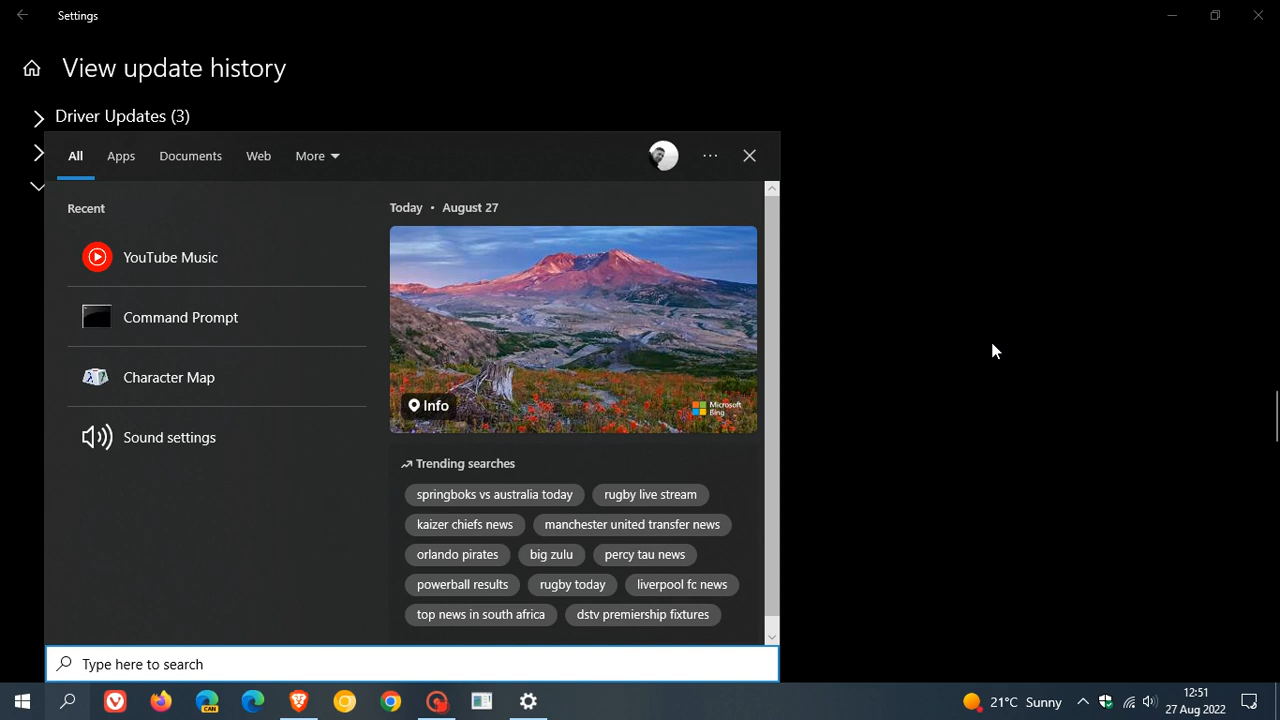 Settings
View update history
Driver Updates (3)
All Apps Documents Web More
Recent
YouTube Music
Command Prompt
Character Map
Sound settings
Today • August 27
Info
Microsoft
Bing
Trending searches
springboks vs australia today rugby live stream
kaizer chiefs news manchester united transfer news
orlando pirates big zulu percy tau news
powerball results rugby today liverpool fc news
top news in south africa dstv premiership fixtures
Type here to search
CAN
21°C Sunny
12:51
27 Aug 2022